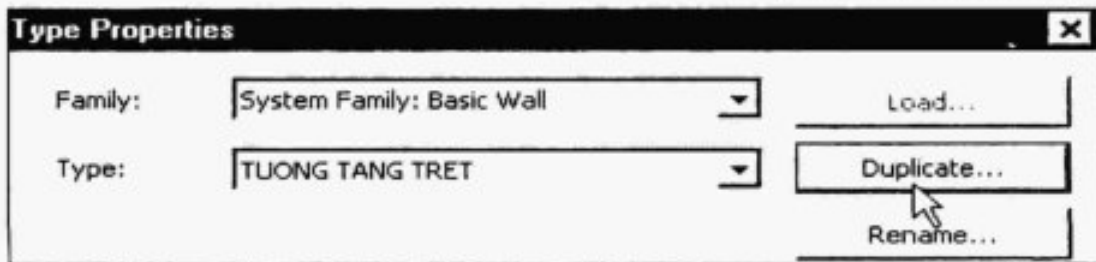 Type Properties
Family: System Family: Basic Wall Load...
Type: TUONG TANG TRET Duplicate...
Rename...